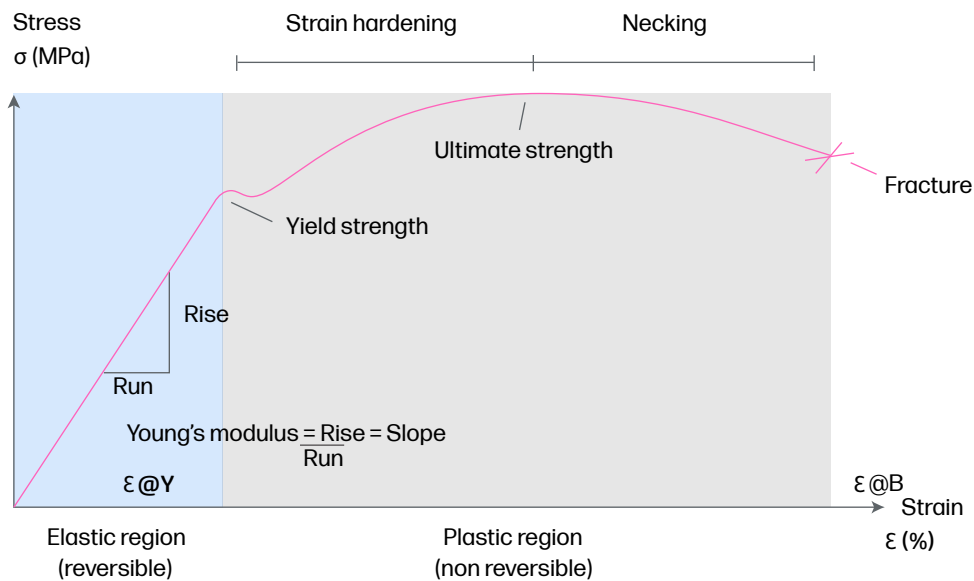 Stress
σ (MPa)
Strain hardening
Necking
Ultimate strength
Fracture
Yield strength
Rise
Run
Young's modulus = Rise = Slope
Run
ℇ@Y
ℇ@B
Strain
ℇ (%)
Elastic region
(reversible)
Plastic region
(non reversible)